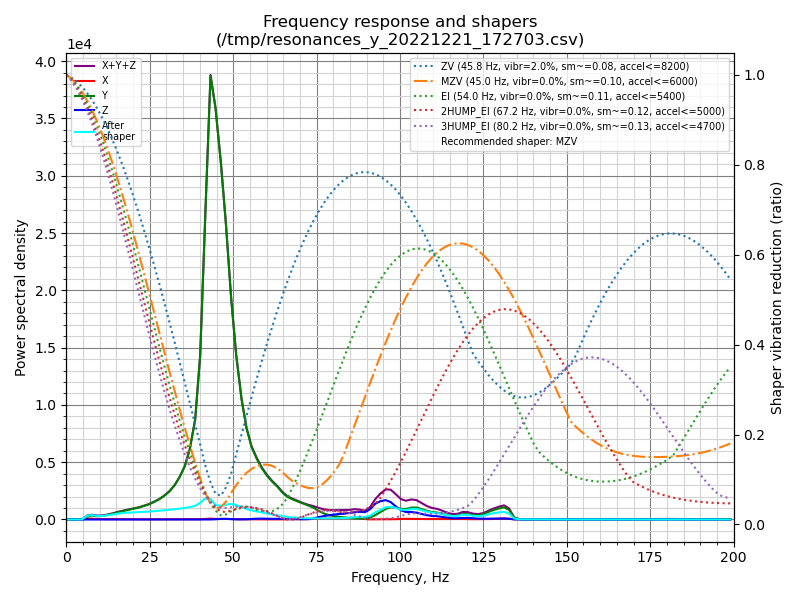 Frequency response and shapers
(/tmp/resonances_y_20221221_172703.csv)
1e4
X+Y+Z
X
Y
Z
After
shaper
ZV (45.8 Hz, vibr=2.0%, sm~=0.08, accel<=8200)
MZV (45.0 Hz, vibr=0.0%, sm~=0.10, accel<=6000)
EI (54.0 Hz, vibr=0.0%, sm~=0.11, accel<=5400)
2HUMP_EI (67.2 Hz, vibr=0.0%, sm~=0.12, accel<=5000)
3HUMP_EI (80.2 Hz, vibr=0.0%, sm~=0.13, accel<=4700)
Recommended shaper: MZV
Power spectral density
4.0
3.5
3.0
2.5
2.0
1.5
1.0
0.5
0.0
1.0
0.8
0.6
0.4
0.2
0.0
Shaper vibration reduction (ratio)
0 25 50 75 100 125 150 175 200
Frequency, Hz